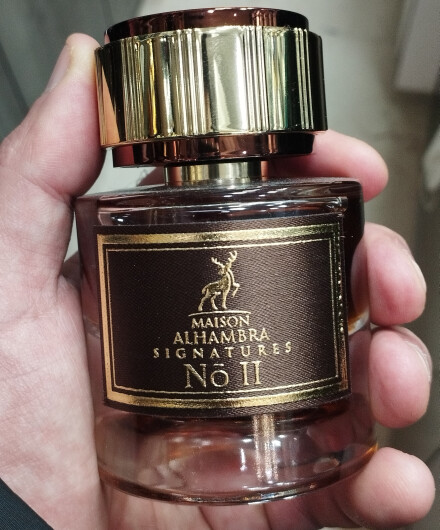 MAISON
ALHAMBRA
SIGNATURES
Nō II